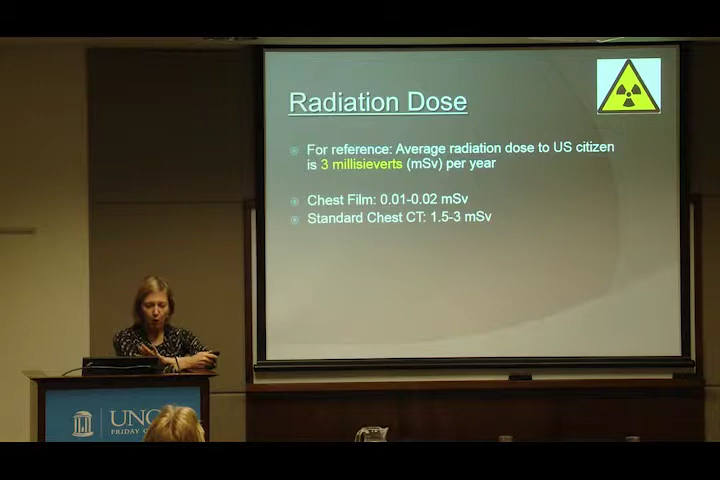 Radiation Dose
For reference: Average radiation dose to US citizen
is 3 millisieverts (mSv) per year
Chest Film: 0.01-0.02 mSv
Standard Chest CT: 1.5-3 mSv
UNC
FRIDAY